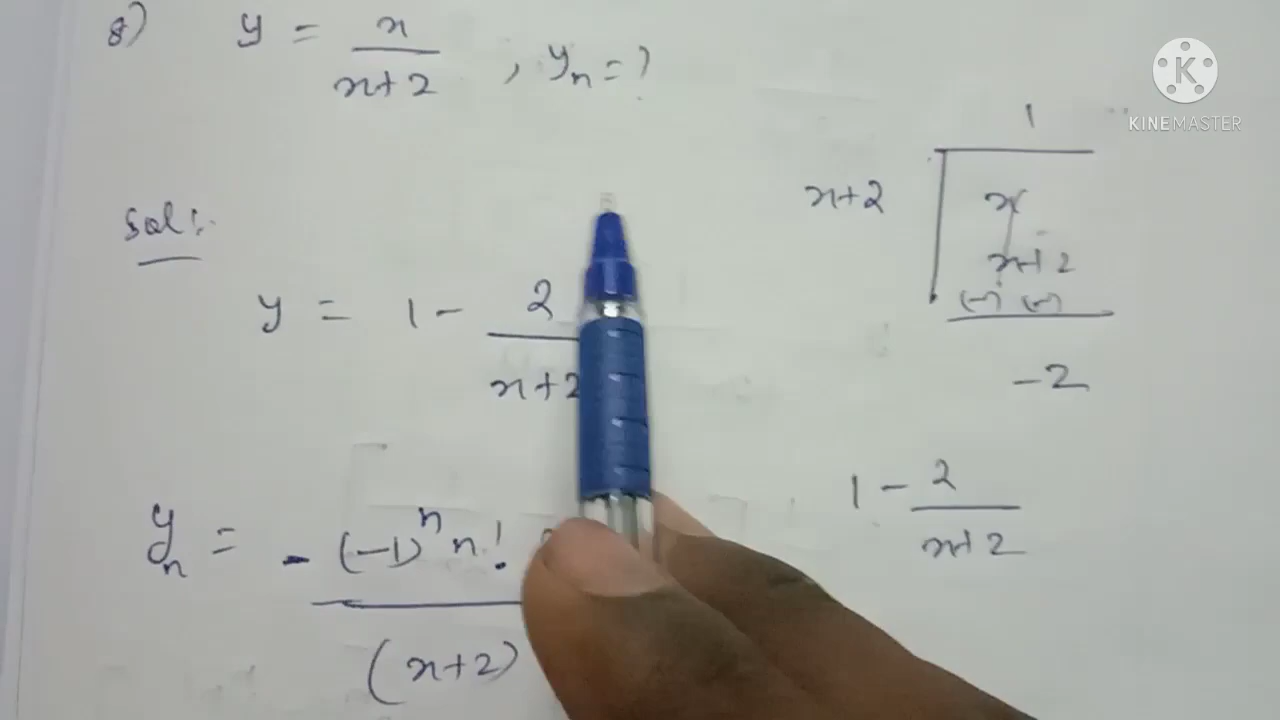 8) y = x/(x+2) , yₙ = ?
Sol:
y = 1 - 2/(x+2)
yₙ = -(-1)ⁿ n!
(x+2)
1
x+2
x
x+2
(-) (-)
-2
1 - 2/(x+2)
K
KINEMASTER